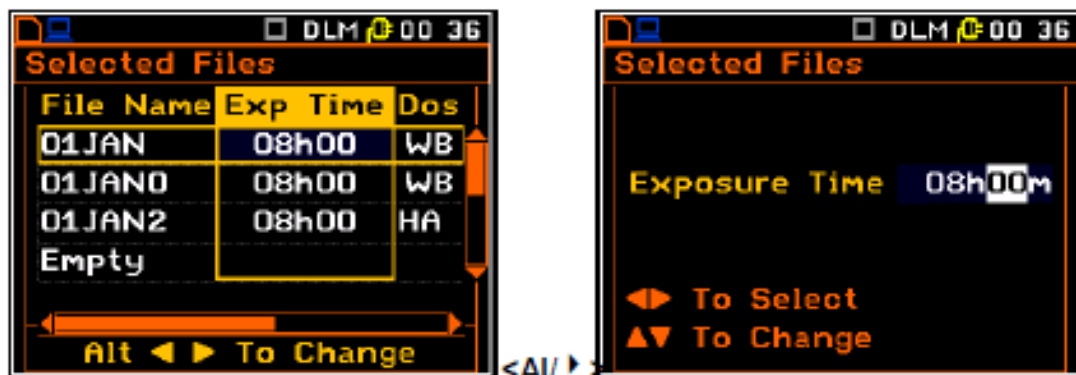 DLM 00 36
Selected Files
File Name Exp Time Dos
01JAN 08h00 WB
01JAN0 08h00 WB
01JAN2 08h00 HA
Empty
Alt ◀ ▶ To Change
DLM 00 36
Selected Files
Exposure Time 08h00m
◀▶ To Select
▲▼ To Change